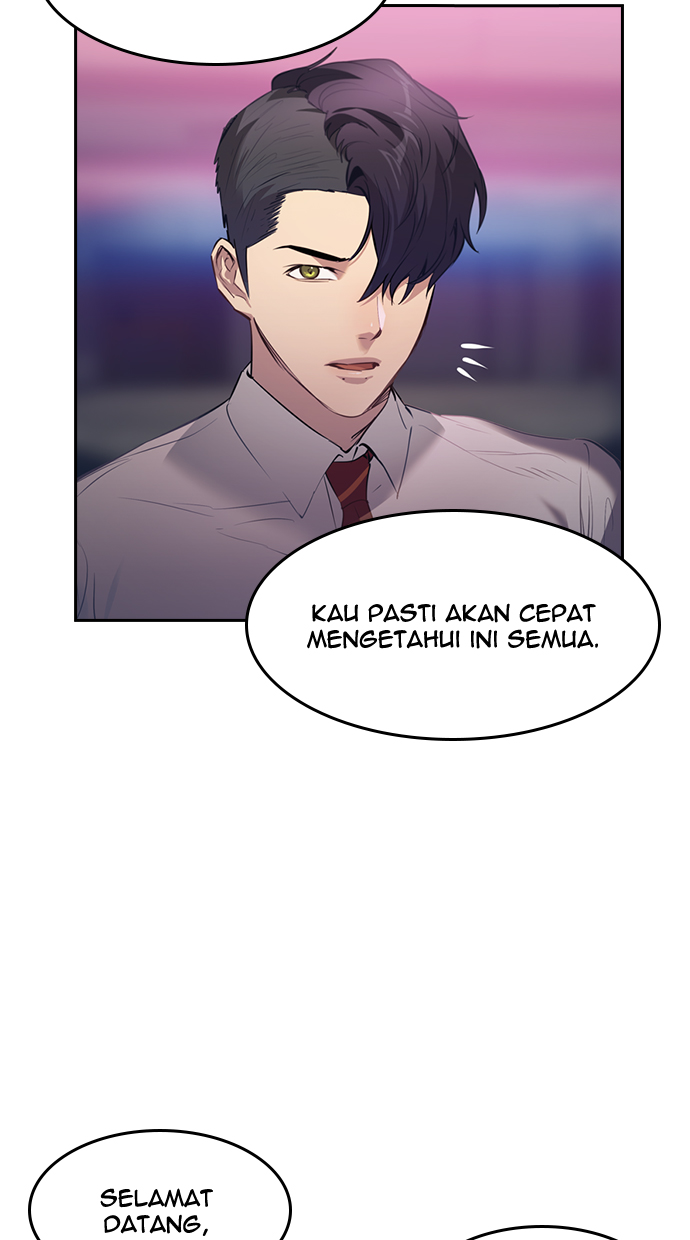 KAU PASTI AKAN CEPAT
MENGETAHUI INI SEMUA.
SELAMAT
DATANG,